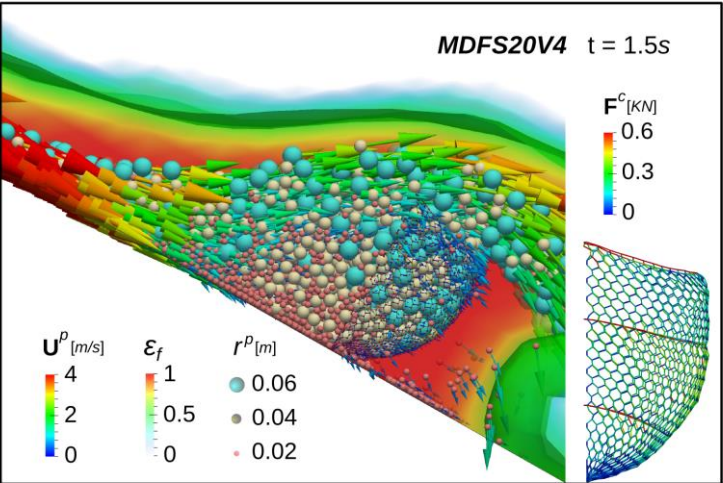 MDFS20V4 t = 1.5s
F^c [KN]
0.6
0.3
0
U^p [m/s] ε_f r^p [m]
4 1 0.06
2 0.5 0.04
0 0 0.02